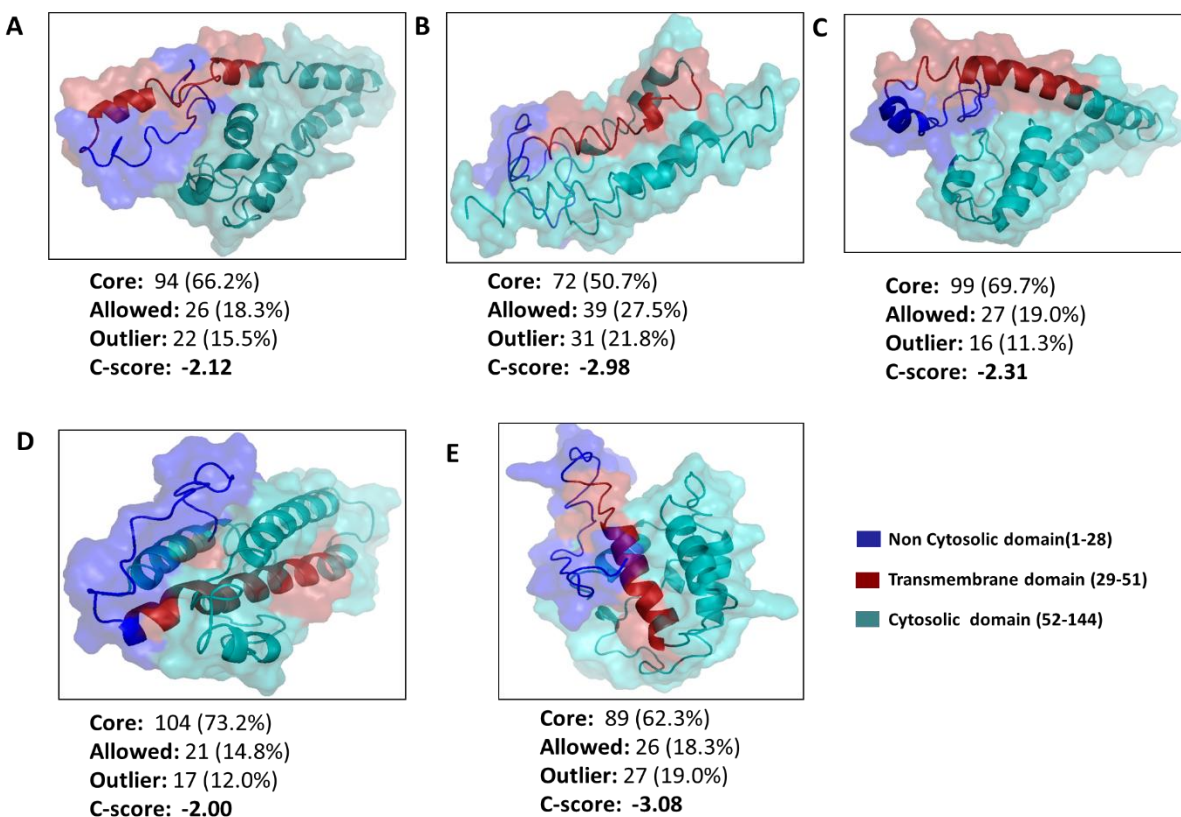 A
B
C
Core: 94 (66.2%)
Allowed: 26 (18.3%)
Outlier: 22 (15.5%)
C-score: -2.12
Core: 72 (50.7%)
Allowed: 39 (27.5%)
Outlier: 31 (21.8%)
C-score: -2.98
Core: 99 (69.7%)
Allowed: 27 (19.0%)
Outlier: 16 (11.3%)
C-score: -2.31
D
E
Core: 104 (73.2%)
Allowed: 21 (14.8%)
Outlier: 17 (12.0%)
C-score: -2.00
Core: 89 (62.3%)
Allowed: 26 (18.3%)
Outlier: 27 (19.0%)
C-score: -3.08
Non Cytosolic domain(1-28)
Transmembrane domain (29-51)
Cytosolic domain (52-144)